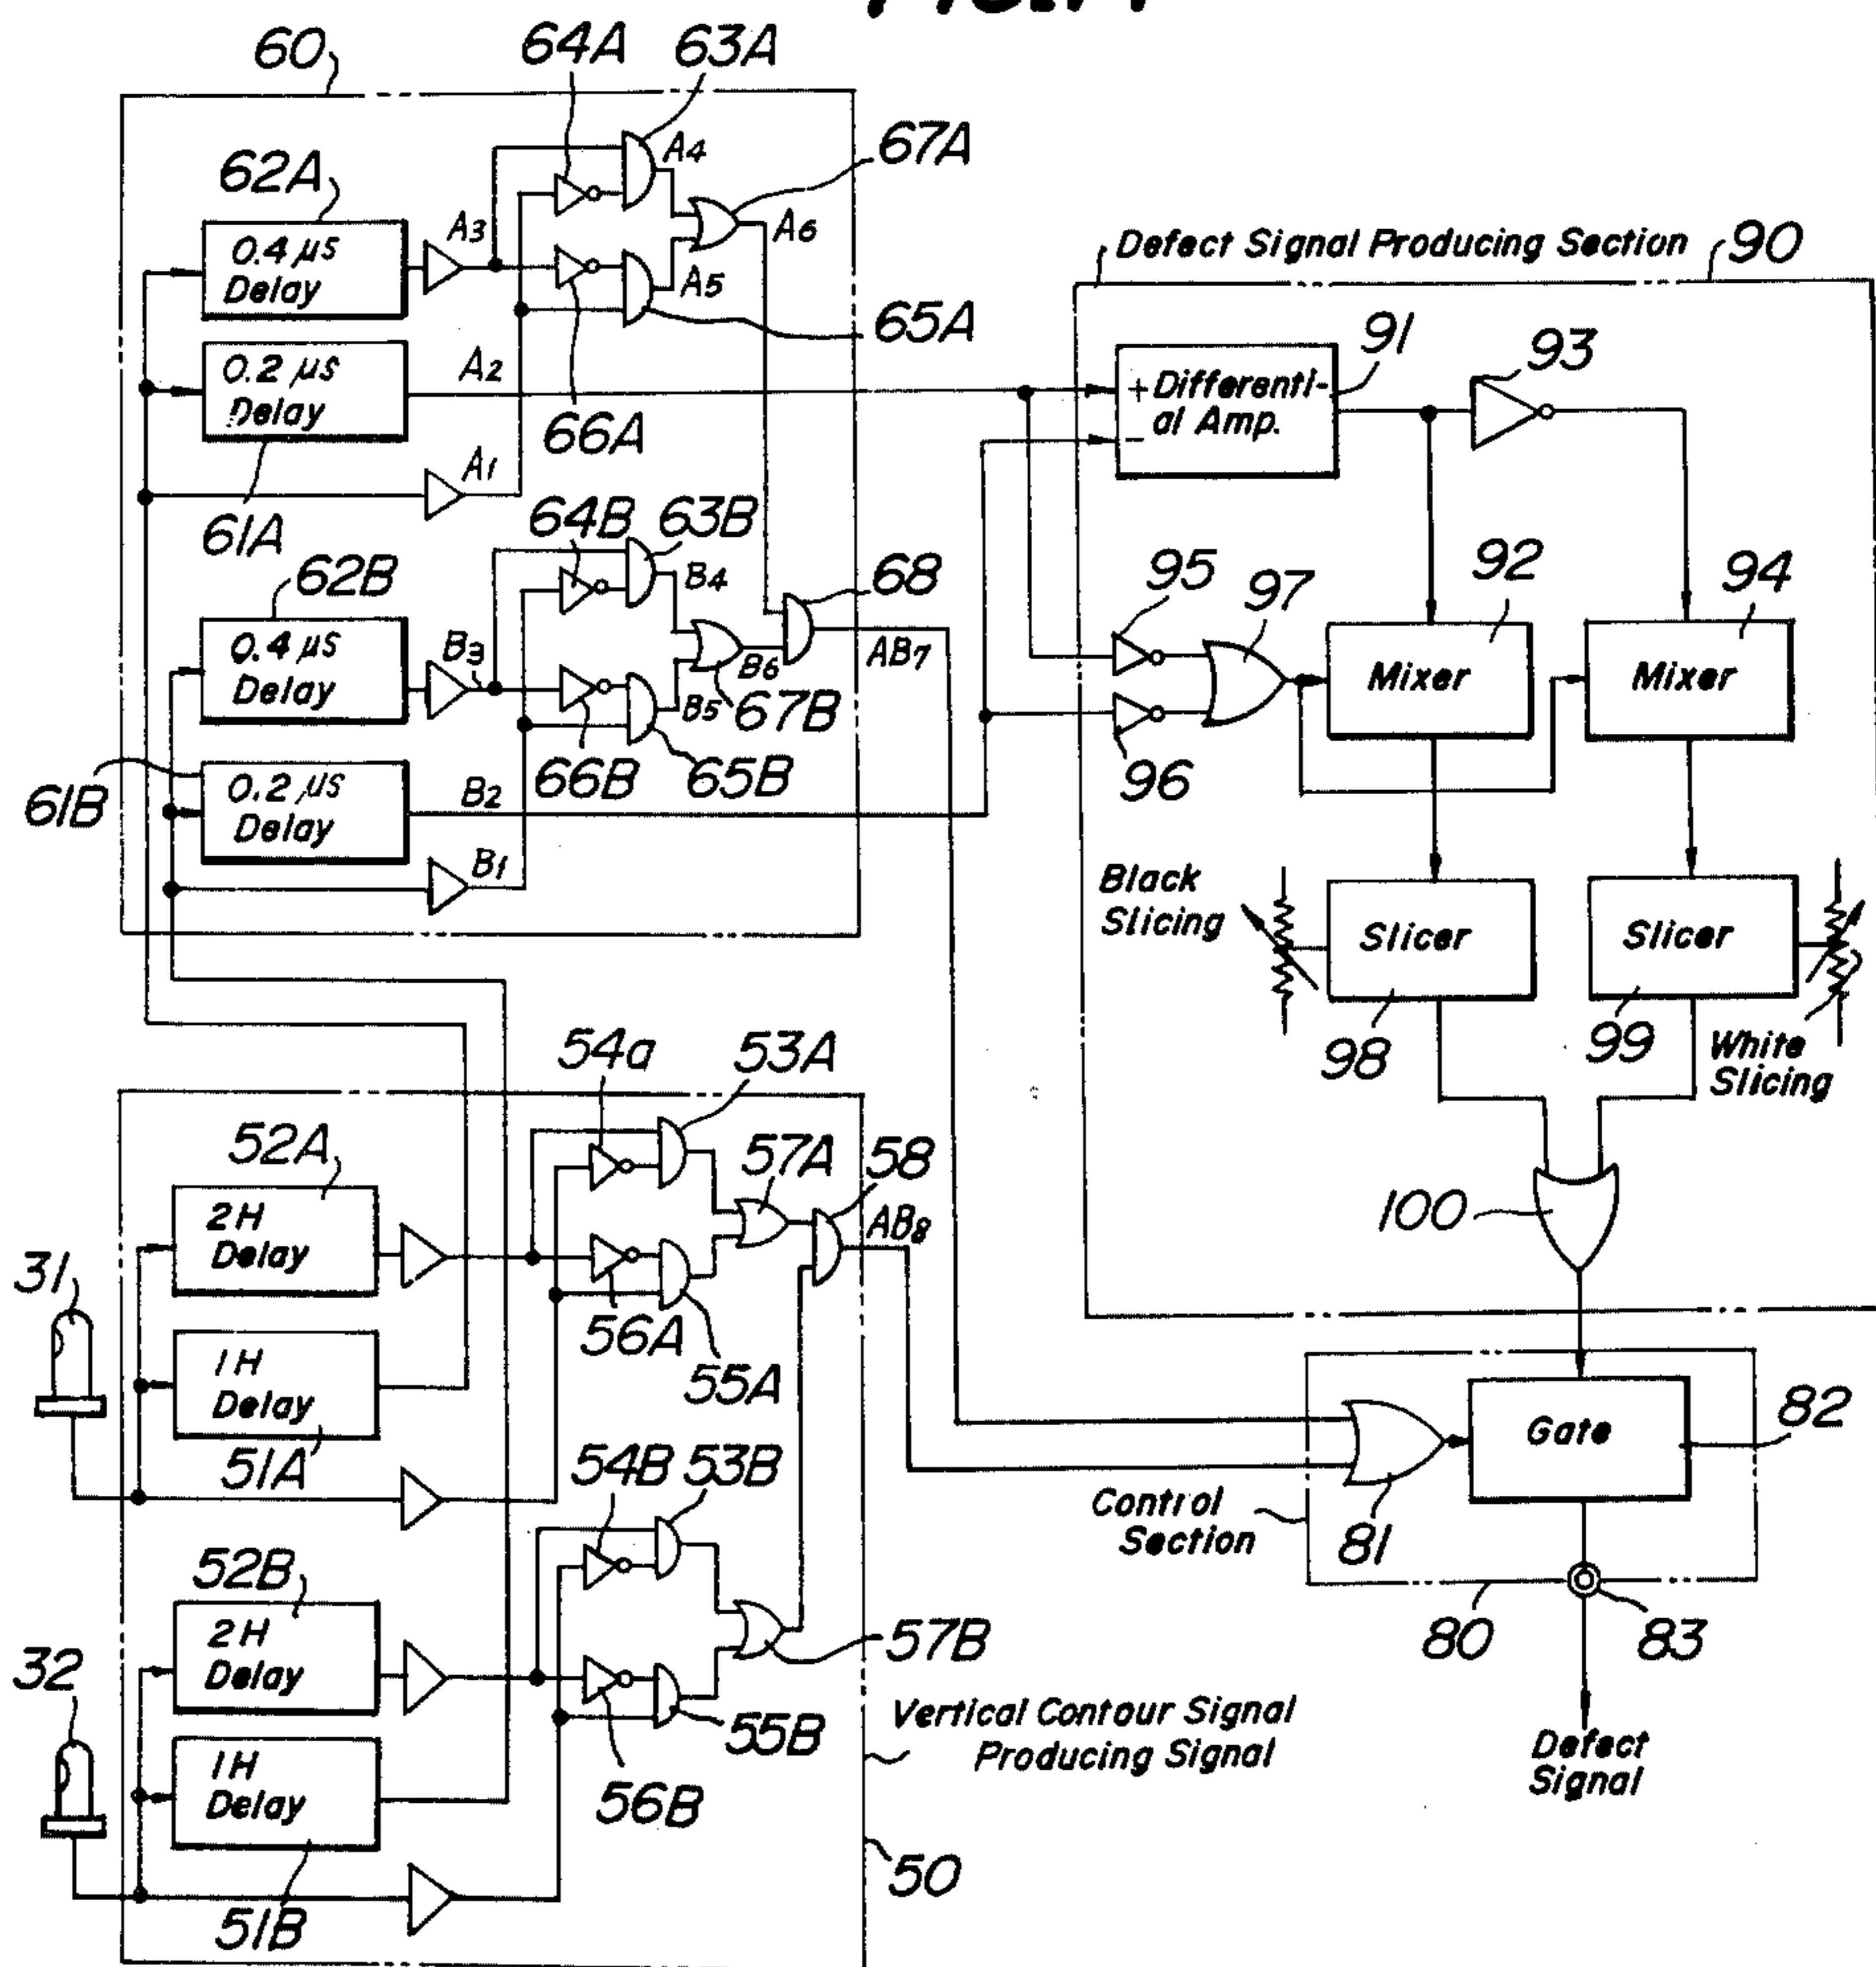 60
64A
63A
A4
67A
62A
0.4 μs
Delay
A3
A6
A5
65A
0.2 μs
Delay
A2
66A
A1
61A
64B
63B
62B
B4
68
0.4 μs
Delay
B3
B6
AB7
B5
67B
61B
0.2 μs
Delay
66B
65B
B2
B1
Defect Signal Producing Section
90
91
93
+ Differenti-
al Amp.
-
95
97
92
94
Mixer
Mixer
96
Black
Slicing
Slicer
Slicer
98
99
White
Slicing
100
54a
53A
52A
57A
58
2H
Delay
AB8
31
56A
1H
Delay
55A
51A
54B
53B
52B
2H
Delay
57B
32
55B
1H
Delay
56B
51B
Vertical Contour Signal
Producing Signal
50
Gate
82
Control
Section
81
80
83
Defect
Signal